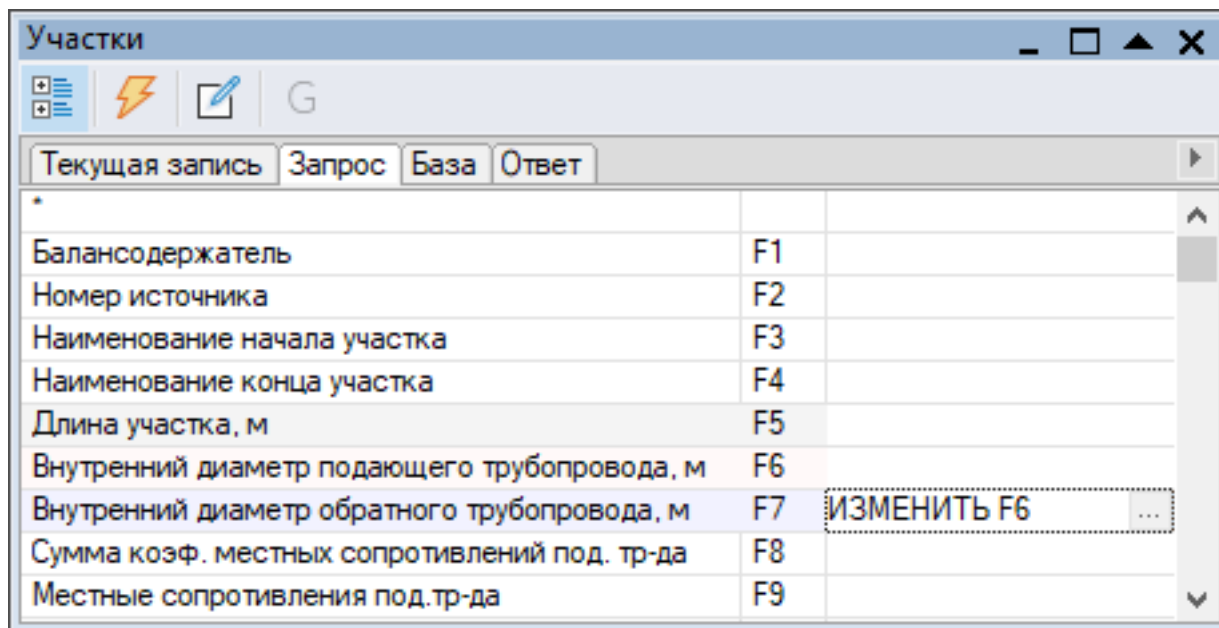 Участки
G
Текущая запись Запрос База Ответ
*
Балансодержатель F1
Номер источника F2
Наименование начала участка F3
Наименование конца участка F4
Длина участка, м F5
Внутренний диаметр подающего трубопровода, м F6
Внутренний диаметр обратного трубопровода, м F7 ИЗМЕНИТЬ F6 ...
Сумма коэф. местных сопротивлений под. тр-да F8
Местные сопротивления под.тр-да F9